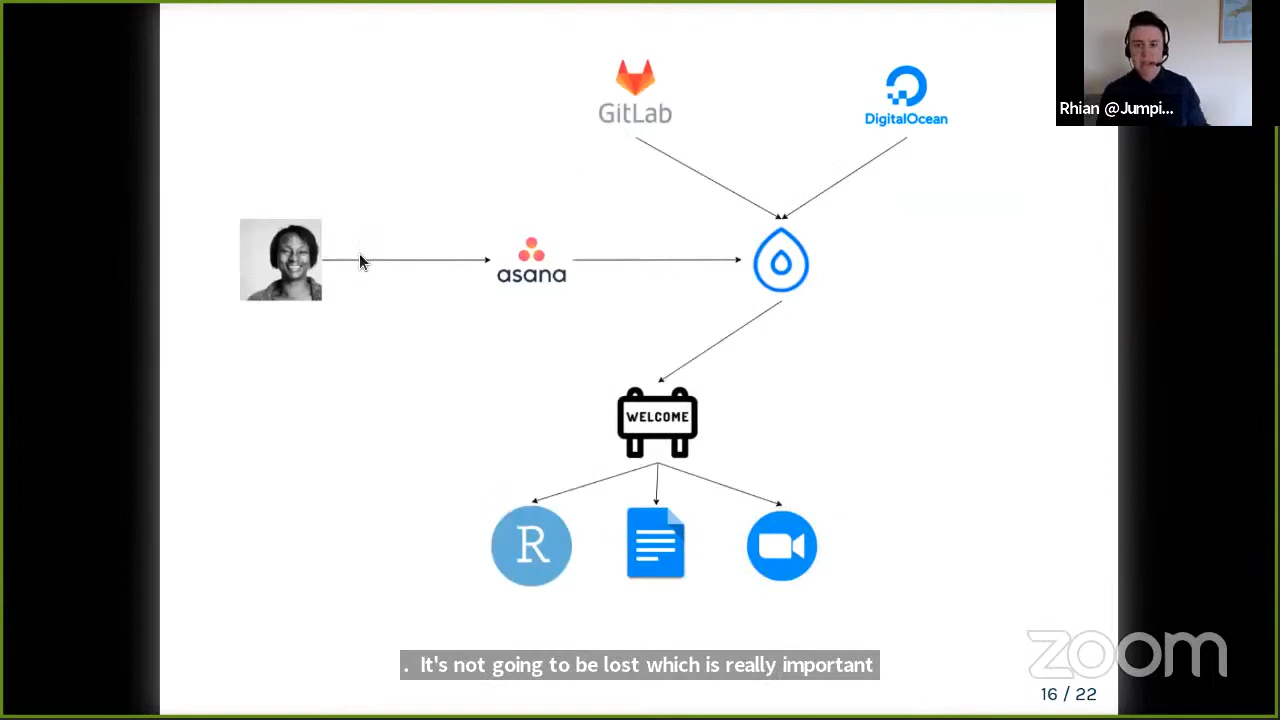 GitLab
DigitalOcean
Rhian @Jumpi...
asana
WELCOME
R
. It's not going to be lost which is really important
zoom
16 / 22